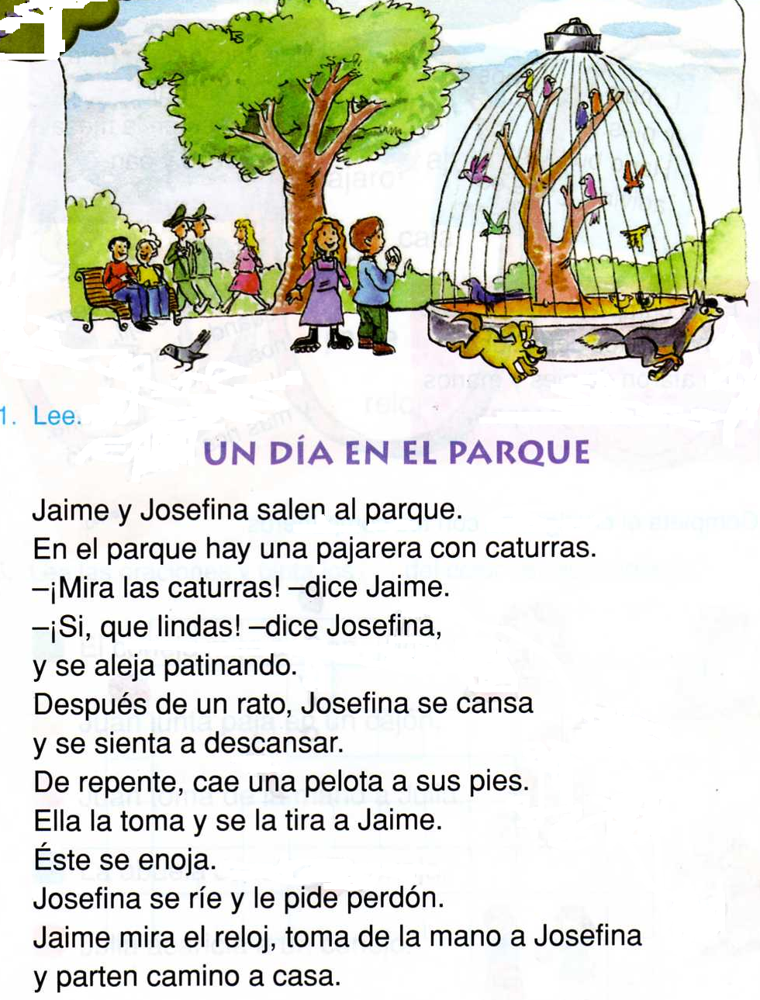 1. Lee.
UN DÍA EN EL PARQUE
Jaime y Josefina salen al parque.
En el parque hay una pajarera con caturras.
–¡Mira las caturras! –dice Jaime.
–¡Si, que lindas! –dice Josefina,
y se aleja patinando.
Después de un rato, Josefina se cansa
y se sienta a descansar.
De repente, cae una pelota a sus pies.
Ella la toma y se la tira a Jaime.
Éste se enoja.
Josefina se ríe y le pide perdón.
Jaime mira el reloj, toma de la mano a Josefina
y parten camino a casa.